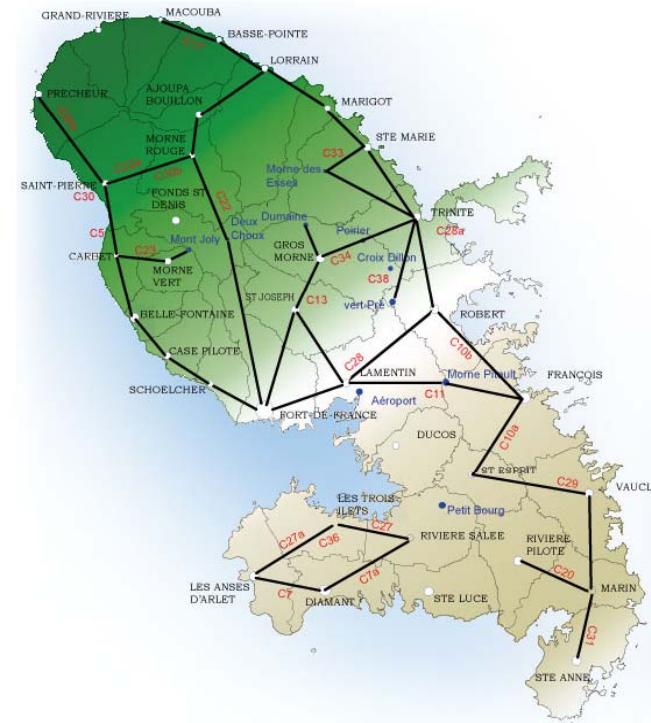 MACOUBA
GRAND-RIVIERE
BASSE-POINTE
LORRAIN
PRECHEUR
AJOUPA
BOUILLON
MARIGOT
MORNE
ROUGE
C33
STE MARIE
Morne des
Esses
SAINT-PIERRE
C30
C30b
FONDS ST
DENIS
C22
Deux
Choux
Dumaine
TRINITE
C28a
C5
Poirier
CARBET
C23
Mont Joly
MORNE
VERT
GROS
MORNE
C34
Croix Billon
C38
ST JOSEPH
C13
vert-Pré
BELLE-FONTAINE
ROBERT
CASE PILOTE
C10b
C28
LAMENTIN
Morne Pitault
FRANÇOIS
SCHOELCHER
C11
Aéroport
FORT-DE-FRANCE
C10a
DUCOS
ST ESPRIT
C29
VAUCL
LES TROIS
ILETS
Petit Bourg
C27a
C36
C27
RIVIERE SALEE
RIVIERE
PILOTE
C20
LES ANSES
D'ARLET
C7
C7a
DIAMANT
STE LUCE
MARIN
C31
STE ANNE